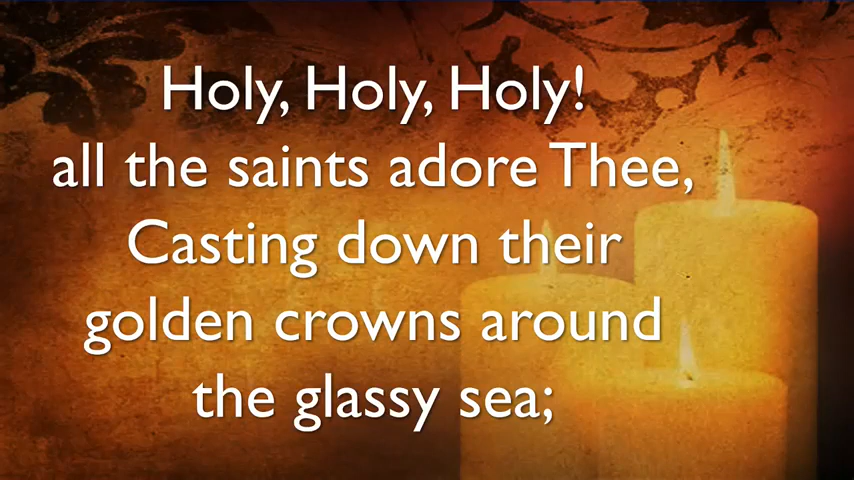 Holy, Holy, Holy!
all the saints adore Thee,
Casting down their
golden crowns around
the glassy sea;